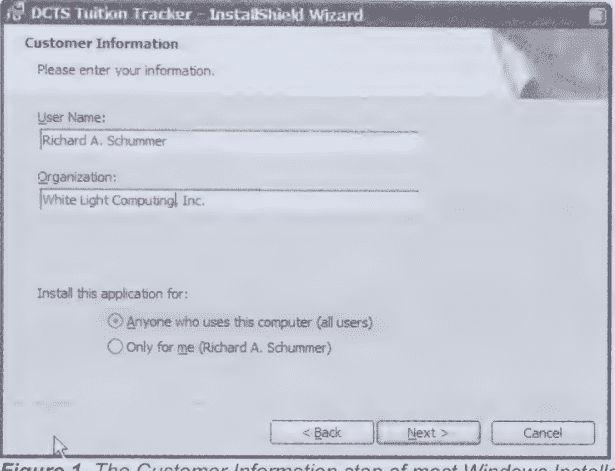 DCTS Tuition Tracker - InstallShield Wizard
Customer Information
Please enter your information.
User Name:
Richard A. Schummer
Organization:
White Light Computing, Inc.
Install this application for:
Anyone who uses this computer (all users)
Only for me (Richard A. Schummer)
< Back
Next >
Cancel
Figure 1. The Customer Information step of most Windows Install